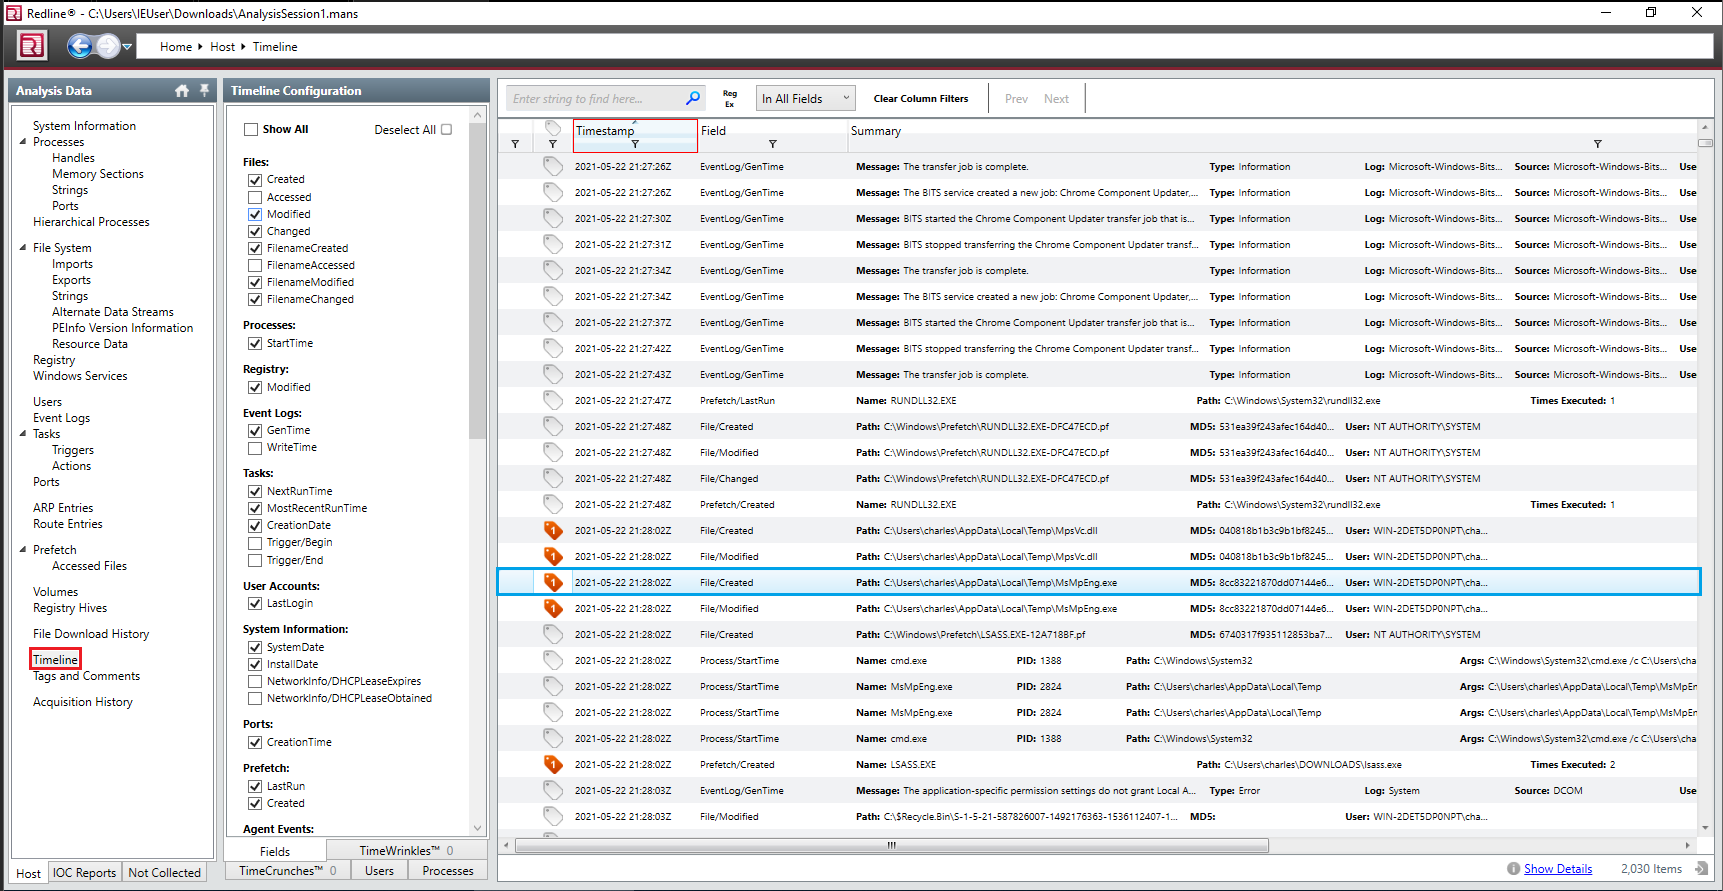 Redline® - C:\Users\IEUser\Downloads\AnalysisSession1.mans
Home Host Timeline
Analysis Data
System Information
Processes
Handles
Memory Sections
Strings
Ports
Hierarchical Processes
File System
Imports
Exports
Strings
Alternate Data Streams
PEInfo Version Information
Resource Data
Registry
Windows Services
Users
Event Logs
Tasks
Triggers
Actions
Ports
ARP Entries
Route Entries
Prefetch
Accessed Files
Volumes
Registry Hives
File Download History
Timeline
Tags and Comments
Acquisition History
Host IOC Reports Not Collected
Timeline Configuration
Show All Deselect All
Files:
Created
Accessed
Modified
Changed
FilenameCreated
FilenameAccessed
FilenameModified
FilenameChanged
Processes:
StartTime
Registry:
Modified
Event Logs:
GenTime
WriteTime
Tasks:
NextRunTime
MostRecentRunTime
CreationDate
Trigger/Begin
Trigger/End
User Accounts:
LastLogin
System Information:
SystemDate
InstallDate
NetworkInfo/DHCPLeaseExpires
NetworkInfo/DHCPLeaseObtained
Ports:
CreationTime
Prefetch:
LastRun
Created
Agent Events:
Fields TimeWrinkles™ 0
TimeCrunches™ 0 Users Processes
Enter string to find here... Reg Ex In All Fields Clear Column Filters Prev Next
Timestamp Field Summary
2021-05-22 21:27:26Z EventLog/GenTime Message: The transfer job is complete. Type: Information Log: Microsoft-Windows-Bits... Source: Microsoft-Windows-Bits... Use
2021-05-22 21:27:26Z EventLog/GenTime Message: The BITS service created a new job: Chrome Component Updater,... Type: Information Log: Microsoft-Windows-Bits... Source: Microsoft-Windows-Bits... Use
2021-05-22 21:27:30Z EventLog/GenTime Message: BITS started the Chrome Component Updater transfer job that is... Type: Information Log: Microsoft-Windows-Bits... Source: Microsoft-Windows-Bits... Use
2021-05-22 21:27:31Z EventLog/GenTime Message: BITS stopped transferring the Chrome Component Updater transf... Type: Information Log: Microsoft-Windows-Bits... Source: Microsoft-Windows-Bits... Use
2021-05-22 21:27:34Z EventLog/GenTime Message: The transfer job is complete. Type: Information Log: Microsoft-Windows-Bits... Source: Microsoft-Windows-Bits... Use
2021-05-22 21:27:34Z EventLog/GenTime Message: The BITS service created a new job: Chrome Component Updater,... Type: Information Log: Microsoft-Windows-Bits... Source: Microsoft-Windows-Bits... Use
2021-05-22 21:27:37Z EventLog/GenTime Message: BITS started the Chrome Component Updater transfer job that is... Type: Information Log: Microsoft-Windows-Bits... Source: Microsoft-Windows-Bits... Use
2021-05-22 21:27:42Z EventLog/GenTime Message: BITS stopped transferring the Chrome Component Updater transf... Type: Information Log: Microsoft-Windows-Bits... Source: Microsoft-Windows-Bits... Use
2021-05-22 21:27:43Z EventLog/GenTime Message: The transfer job is complete. Type: Information Log: Microsoft-Windows-Bits... Source: Microsoft-Windows-Bits... Use
2021-05-22 21:27:47Z Prefetch/LastRun Name: RUNDLL32.EXE Path: C:\Windows\System32\rundll32.exe Times Executed: 1
2021-05-22 21:27:48Z File/Created Path: C:\Windows\Prefetch\RUNDLL32.EXE-DFC47ECD.pf MD5: 531ea39f243afec164d40... User: NT AUTHORITY\SYSTEM
2021-05-22 21:27:48Z File/Modified Path: C:\Windows\Prefetch\RUNDLL32.EXE-DFC47ECD.pf MD5: 531ea39f243afec164d40... User: NT AUTHORITY\SYSTEM
2021-05-22 21:27:48Z File/Changed Path: C:\Windows\Prefetch\RUNDLL32.EXE-DFC47ECD.pf MD5: 531ea39f243afec164d40... User: NT AUTHORITY\SYSTEM
2021-05-22 21:27:48Z Prefetch/Created Name: RUNDLL32.EXE Path: C:\Windows\System32\rundll32.exe Times Executed: 1
1 2021-05-22 21:28:02Z File/Created Path: C:\Users\charles\AppData\Local\Temp\MpsVc.dll MD5: 040818b1b3c9b1bf8245... User: WIN-2DET5DP0NPT\cha...
1 2021-05-22 21:28:02Z File/Modified Path: C:\Users\charles\AppData\Local\Temp\MpsVc.dll MD5: 040818b1b3c9b1bf8245... User: WIN-2DET5DP0NPT\cha...
1 2021-05-22 21:28:02Z File/Created Path: C:\Users\charles\AppData\Local\Temp\MsMpEng.exe MD5: 8cc83221870dd07144e6... User: WIN-2DET5DP0NPT\cha...
1 2021-05-22 21:28:02Z File/Modified Path: C:\Users\charles\AppData\Local\Temp\MsMpEng.exe MD5: 8cc83221870dd07144e6... User: WIN-2DET5DP0NPT\cha...
2021-05-22 21:28:02Z File/Created Path: C:\Windows\Prefetch\LSASS.EXE-12A718BF.pf MD5: 6740317f935112853ba7... User: NT AUTHORITY\SYSTEM
2021-05-22 21:28:02Z Process/StartTime Name: cmd.exe PID: 1388 Path: C:\Windows\System32 Args: C:\Windows\System32\cmd.exe /c C:\Users\cha
2021-05-22 21:28:02Z Process/StartTime Name: MsMpEng.exe PID: 2824 Path: C:\Users\charles\AppData\Local\Temp Args: C:\Users\charles\AppData\Local\Temp\MsMpEn
2021-05-22 21:28:02Z Process/StartTime Name: MsMpEng.exe PID: 2824 Path: C:\Users\charles\AppData\Local\Temp Args: C:\Users\charles\AppData\Local\Temp\MsMpEn
2021-05-22 21:28:02Z Process/StartTime Name: cmd.exe PID: 1388 Path: C:\Windows\System32 Args: C:\Windows\System32\cmd.exe /c C:\Users\cha
1 2021-05-22 21:28:02Z Prefetch/Created Name: LSASS.EXE Path: C:\Users\charles\DOWNLOADS\lsass.exe Times Executed: 2
2021-05-22 21:28:03Z EventLog/GenTime Message: The application-specific permission settings do not grant Local A... Type: Error Log: System Source: DCOM Use
2021-05-22 21:28:03Z File/Modified Path: C:\$Recycle.Bin\S-1-5-21-587826007-1492176363-1536112407-1... MD5: User: WIN-2DET5DP0NPT\cha...
Show Details 2,030 Items